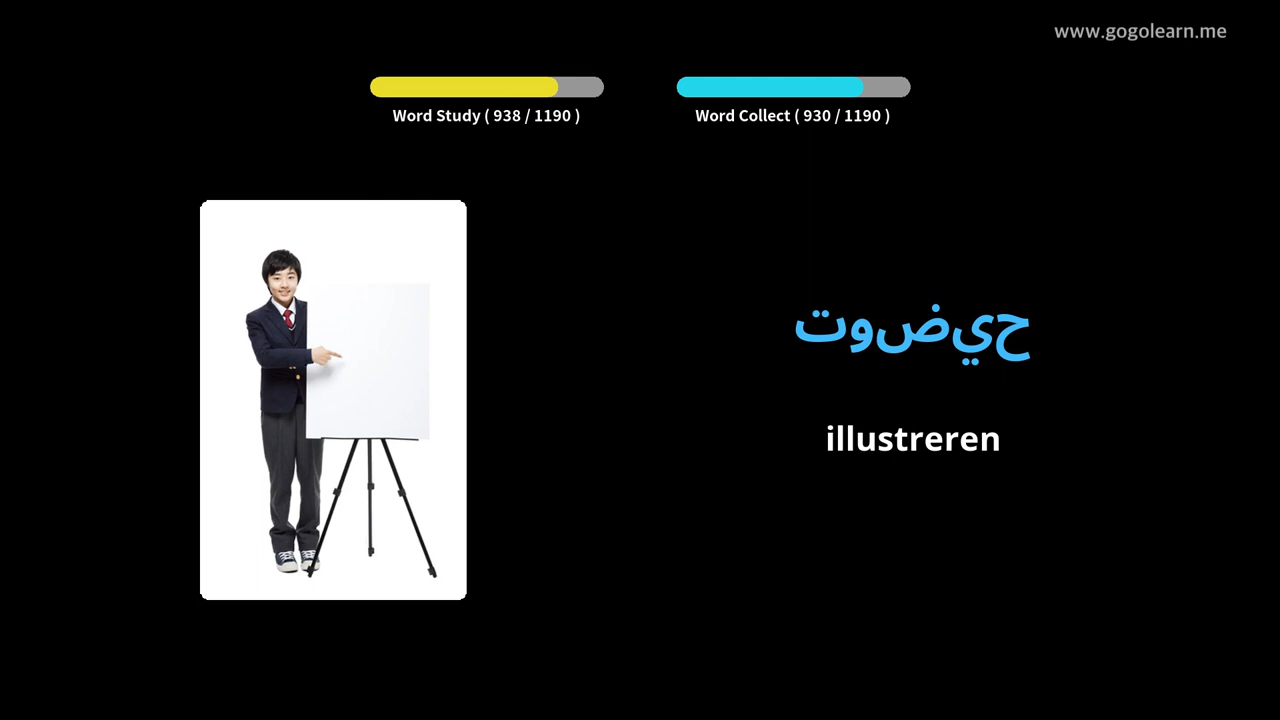 www.gogolearn.me
Word Study ( 938 / 1190 )
Word Collect ( 930 / 1190 )
توضيح
illustreren